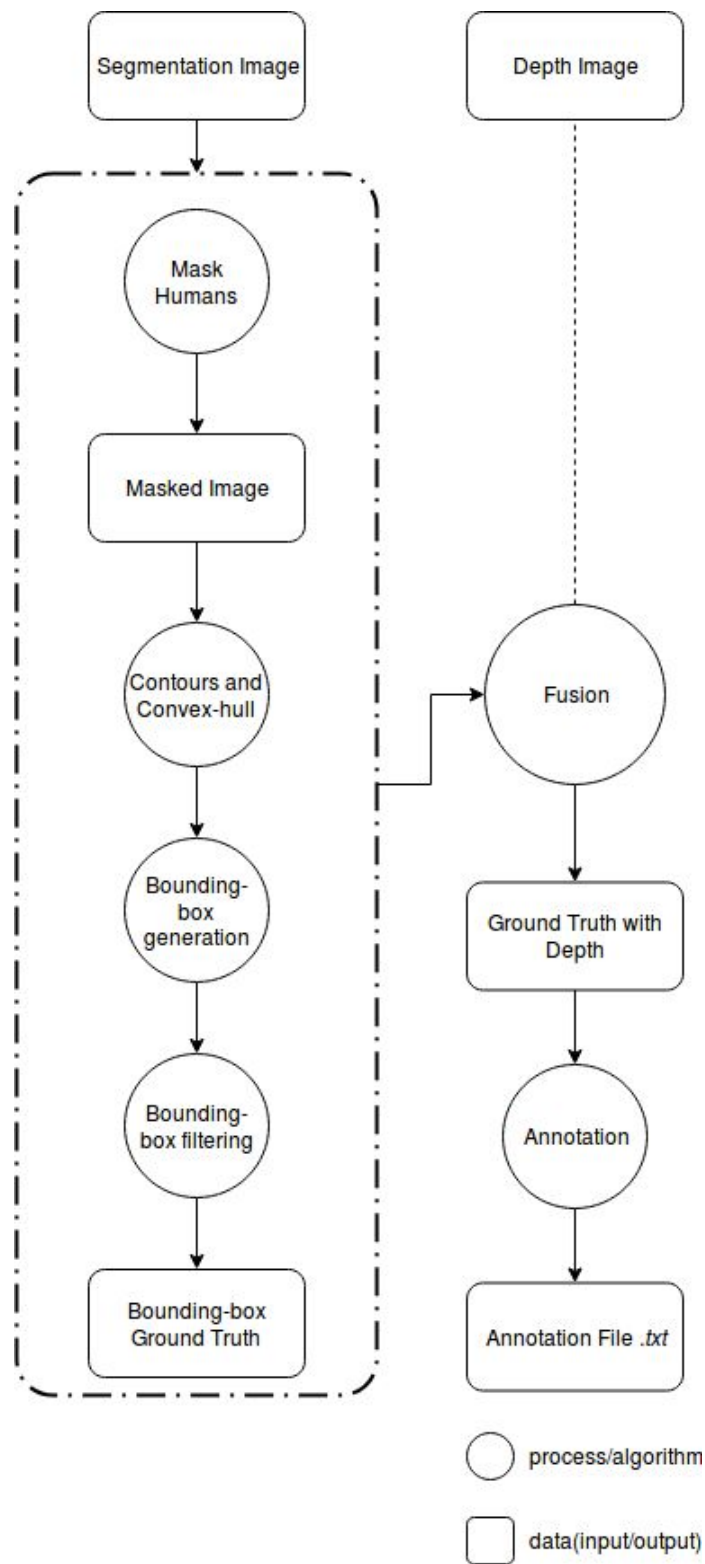 Segmentation Image
Depth Image
Mask
Humans
Masked Image
Contours and
Convex-hull
Bounding-
box
generation
Bounding-
box filtering
Bounding-box
Ground Truth
Fusion
Ground Truth with
Depth
Annotation
Annotation File .txt
process/algorithm
data(input/output)